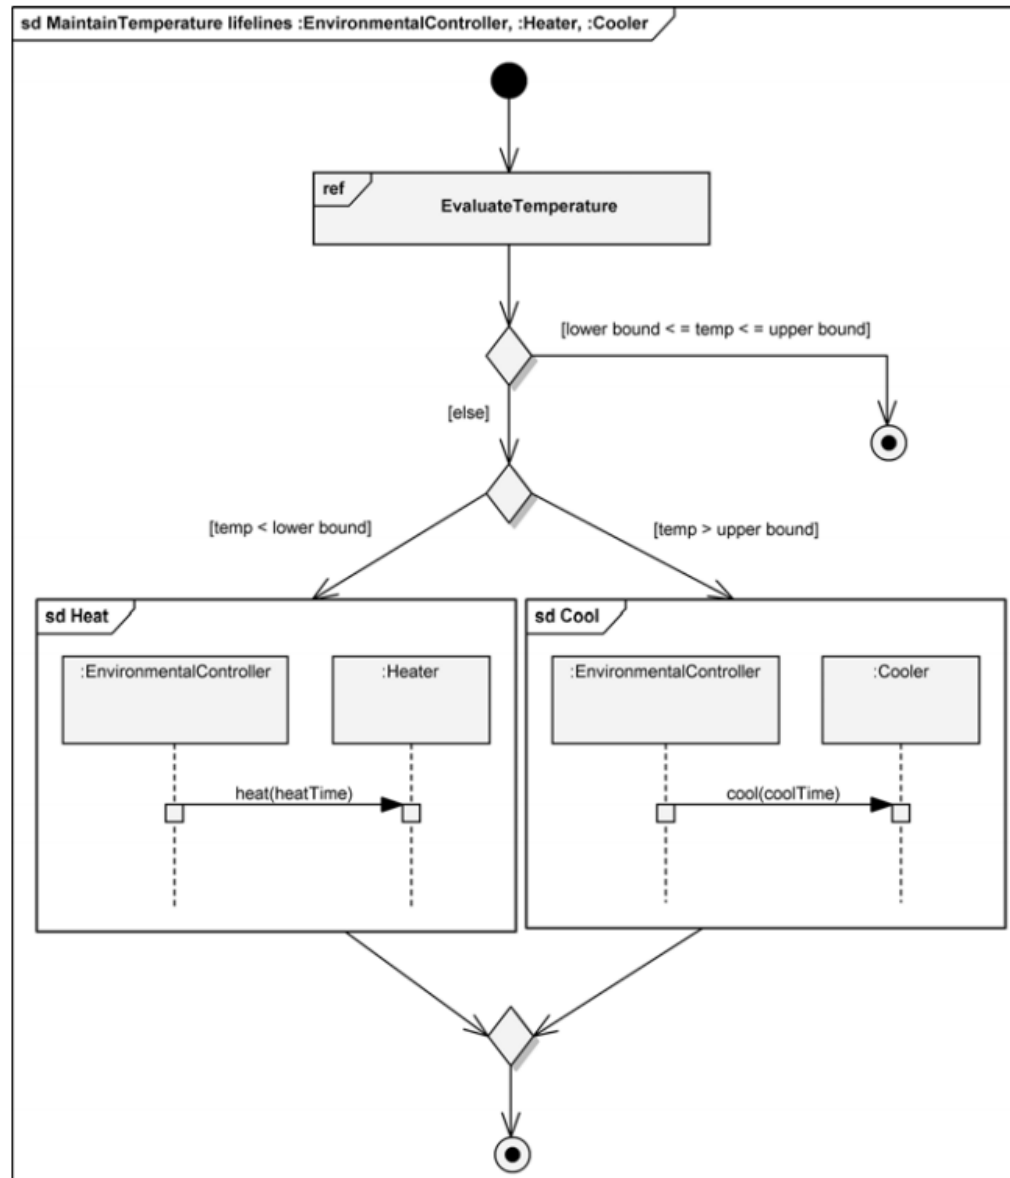 sd MaintainTemperature lifelines :EnvironmentalController, :Heater, :Cooler
ref
EvaluateTemperature
[lower bound < = temp < = upper bound]
[else]
[temp < lower bound]
[temp > upper bound]
sd Heat
:EnvironmentalController
:Heater
heat(heatTime)
sd Cool
:EnvironmentalController
:Cooler
cool(coolTime)